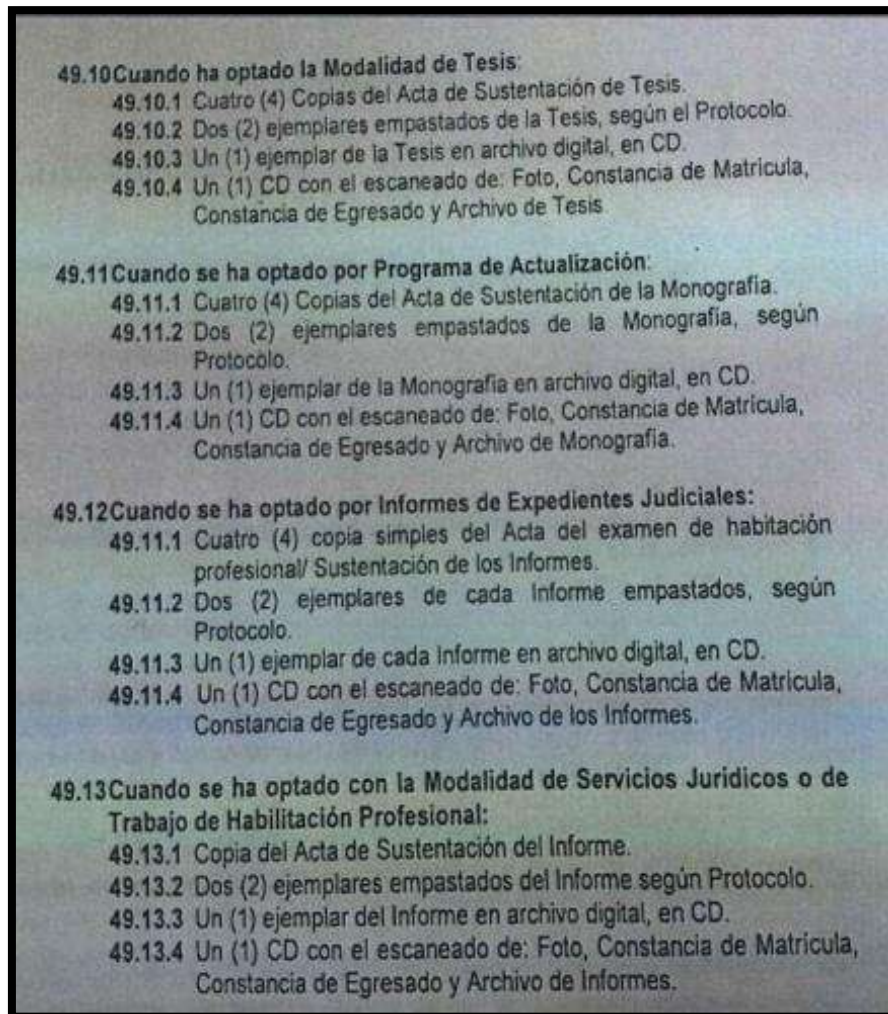 49.10 Cuando ha optado la Modalidad de Tesis:
49.10.1 Cuatro (4) Copias del Acta de Sustentación de Tesis.
49.10.2 Dos (2) ejemplares empastados de la Tesis, según el Protocolo.
49.10.3 Un (1) ejemplar de la Tesis en archivo digital, en CD.
49.10.4 Un (1) CD con el escaneado de: Foto, Constancia de Matricula,
Constancia de Egresado y Archivo de Tesis
49.11 Cuando se ha optado por Programa de Actualización:
49.11.1 Cuatro (4) Copias del Acta de Sustentación de la Monografía.
49.11.2 Dos (2) ejemplares empastados de la Monografía, según
Protocolo.
49.11.3 Un (1) ejemplar de la Monografia en archivo digital, en CD.
49.11.4 Un (1) CD con el escaneado de: Foto, Constancia de Matrícula,
Constancia de Egresado y Archivo de Monografía.
49.12 Cuando se ha optado por Informes de Expedientes Judiciales:
49.11.1 Cuatro (4) copia simples del Acta del examen de habitación
profesional/ Sustentación de los Informes.
49.11.2 Dos (2) ejemplares de cada Informe empastados, según
Protocolo.
49.11.3 Un (1) ejemplar de cada Informe en archivo digital, en CD.
49.11.4 Un (1) CD con el escaneado de: Foto, Constancia de Matricula,
Constancia de Egresado y Archivo de los Informes.
49.13 Cuando se ha optado con la Modalidad de Servicios Jurídicos o de
Trabajo de Habilitación Profesional:
49.13.1 Copia del Acta de Sustentación del Informe.
49.13.2 Dos (2) ejemplares empastados del Informe según Protocolo.
49.13.3 Un (1) ejemplar del Informe en archivo digital, en CD.
49.13.4 Un (1) CD con el escaneado de: Foto, Constancia de Matricula,
Constancia de Egresado y Archivo de Informes.